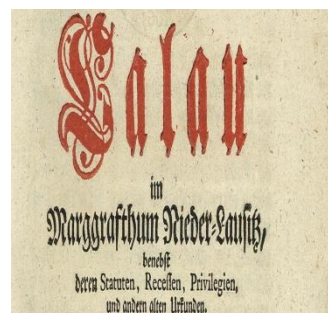 Calau
im
Marggrafthum Nieder-Lausitz,
benebst
deren Statuten, Recessen, Privilegien,
und andern alten Urkunden.